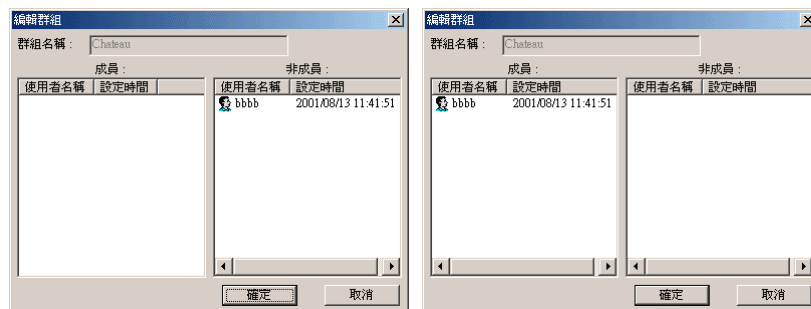 編輯群組
群組名稱： Chateau
成員： 非成員：
使用者名稱 設定時間 使用者名稱 設定時間
bbbb 2001/08/13 11:41:51
確定 取消
編輯群組
群組名稱： Chateau
成員： 非成員：
使用者名稱 設定時間 使用者名稱 設定時間
bbbb 2001/08/13 11:41:51
確定 取消